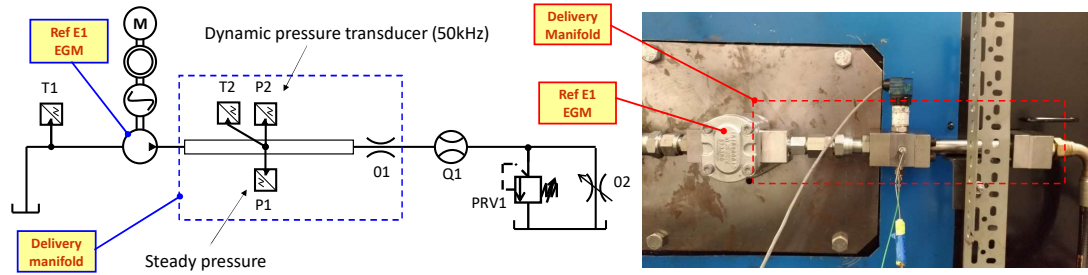 M
Ref E1
EGM
Dynamic pressure transducer (50kHz)
T1
T2
P2
01
Q1
02
P1
PRV1
Delivery
manifold
Steady pressure
Delivery
Manifold
Ref E1
EGM